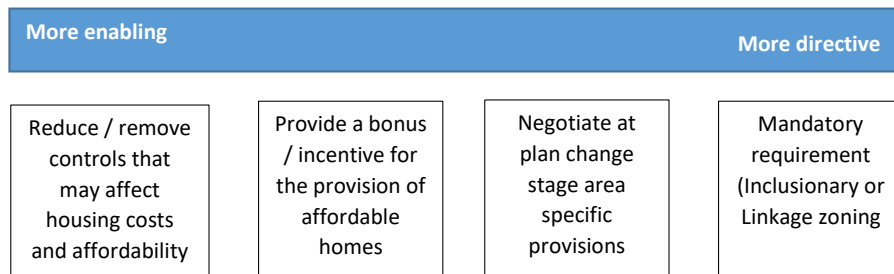 More enabling
More directive
Reduce / remove
controls that
may affect
housing costs
and affordability
Provide a bonus
/ incentive for
the provision of
affordable
homes
Negotiate at
plan change
stage area
specific
provisions
Mandatory
requirement
(Inclusionary or
Linkage zoning